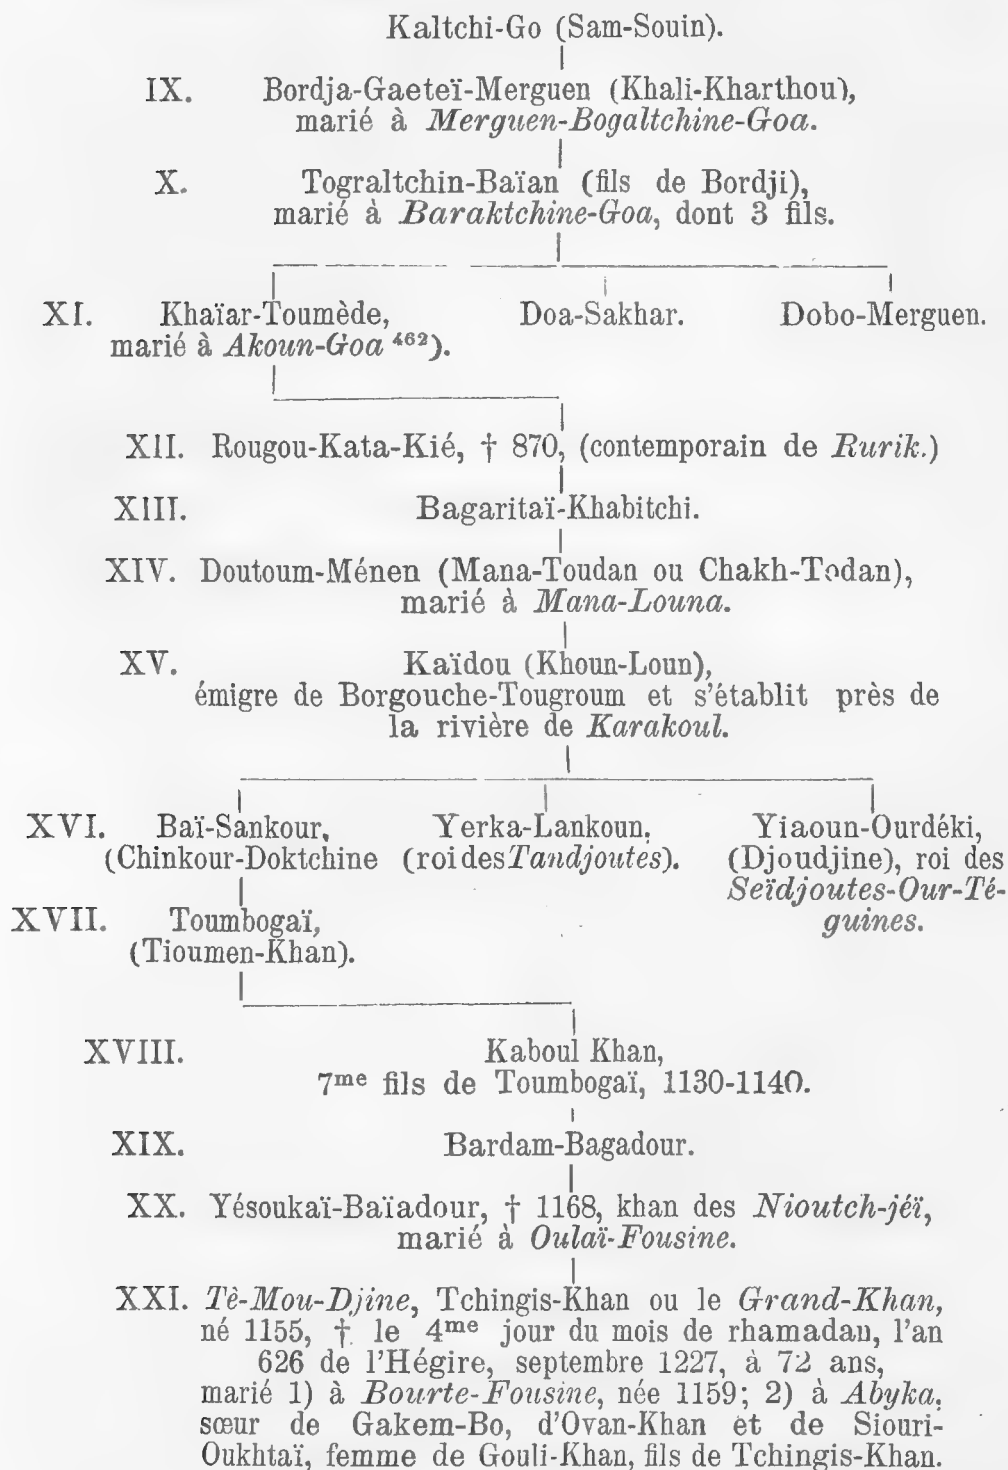 Kaltchi-Go (Sam-Souin).
IX. Bordja-Gaeteï-Merguen (Khali-Kharthou),
marié à Merguen-Bogaltchine-Goa.
X. Tograltchin-Baïan (fils de Bordji),
marié à Baraktchine-Goa, dont 3 fils.
XI. Khaïar-Toumède, Doa-Sakhar. Dobo-Merguen.
marié à Akoun-Goa ⁴⁶²).
XII. Rougou-Kata-Kié, † 870, (contemporain de Rurik.)
XIII. Bagaritaï-Khabitchi.
XIV. Doutoum-Ménen (Mana-Toudan ou Chakh-Todan),
marié à Mana-Louna.
XV. Kaïdou (Khoun-Loun),
émigre de Borgouche-Tougroum et s'établit près de
la rivière de Karakoul.
XVI. Baï-Sankour, Yerka-Lankoun, Yiaoun-Ourdéki,
(Chinkour-Doktchine (roi des Tandjoutes). (Djoudjine), roi des
Seïdjoutes-Our-Té-
XVII. Toumbogaï, guines.
(Tioumen-Khan).
XVIII. Kaboul Khan,
7me fils de Toumbogaï, 1130-1140.
XIX. Bardam-Bagadour.
XX. Yésoukaï-Baïadour, † 1168, khan des Nioutch-jéï,
marié à Oulaï-Fousine.
XXI. Tè-Mou-Djine, Tchingis-Khan ou le Grand-Khan,
né 1155, † le 4me jour du mois de rhamadan, l'an
626 de l'Hégire, septembre 1227, à 72 ans,
marié 1) à Bourte-Fousine, née 1159; 2) à Abyka,
sœur de Gakem-Bo, d'Ovan-Khan et de Siouri-
Oukhtaï, femme de Gouli-Khan, fils de Tchingis-Khan.